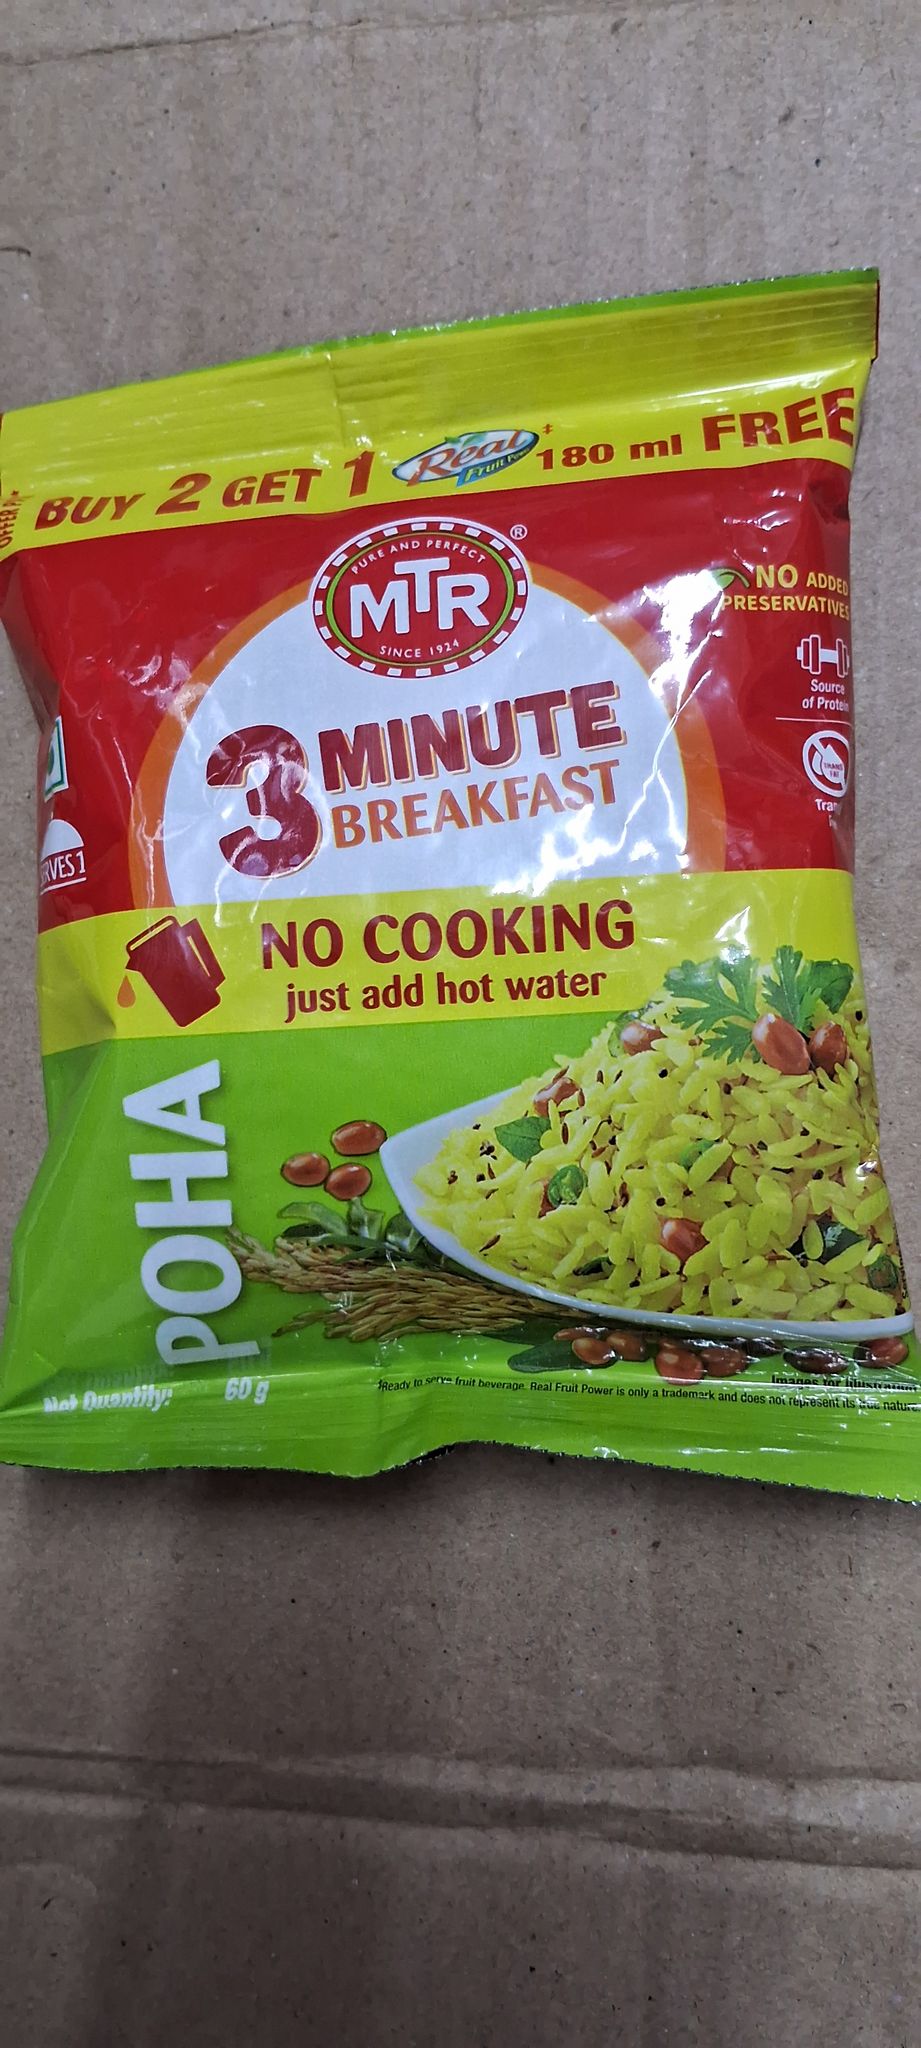 OFFER P
BUY 2 GET 1 Real Fruit Power ‡ 180 ml FREE
PURE AND PERFECT
MTR ®
SINCE 1924
NO ADDED
PRESERVATIVES
Source
of Protein
TRANS
FAT
3 MINUTE
BREAKFAST
NO COOKING
just add hot water
POHA
Net Quantity: 60 g
Images for
‡Ready to serve fruit beverage. Real Fruit Power is only a trademark and does not represent its true nature.